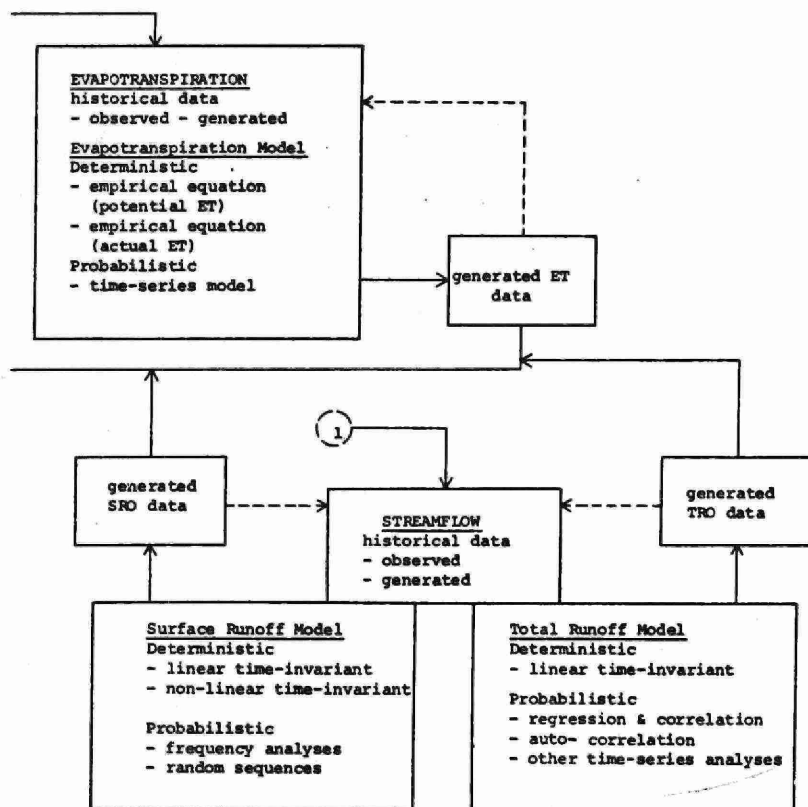 EVAPOTRANSPIRATION
historical data
- observed - generated
Evapotranspiration Model
Deterministic
- empirical equation
(potential ET)
- empirical equation
(actual ET)
Probabilistic
- time-series model
generated ET
data
1
generated
SRO data
STREAMFLOW
historical data
- observed
- generated
generated
TRO data
Surface Runoff Model
Deterministic
- linear time-invariant
- non-linear time-invariant
Probabilistic
- frequency analyses
- random sequences
Total Runoff Model
Deterministic
- linear time-invariant
Probabilistic
- regression & correlation
- auto- correlation
- other time-series analyses